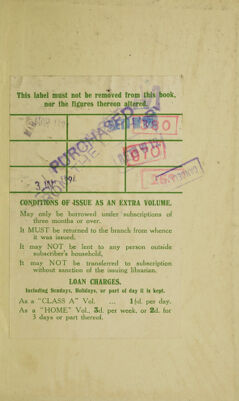 This label must not be removed from this book,
nor the figures thereon altered.
PURCHASED
970
CONDITIONS OF ISSUE AS AN EXTRA VOLUME.
May only be borrowed under subscriptions of
three months or over.
It MUST be returned to the branch from whence
it was issued.
It may NOT be lent to any person outside
subscriber's household,
It may NOT be transferred to subscription
without sanction of the issuing librarian.
LOAN CHARGES.
Including Sundays, Holidays, or part of day it is kept.
As a "CLASS A" Vol. ... 1½d. per day.
As a "HOME" Vol., 3d. per week, or 2d. for
3 days or part thereof.